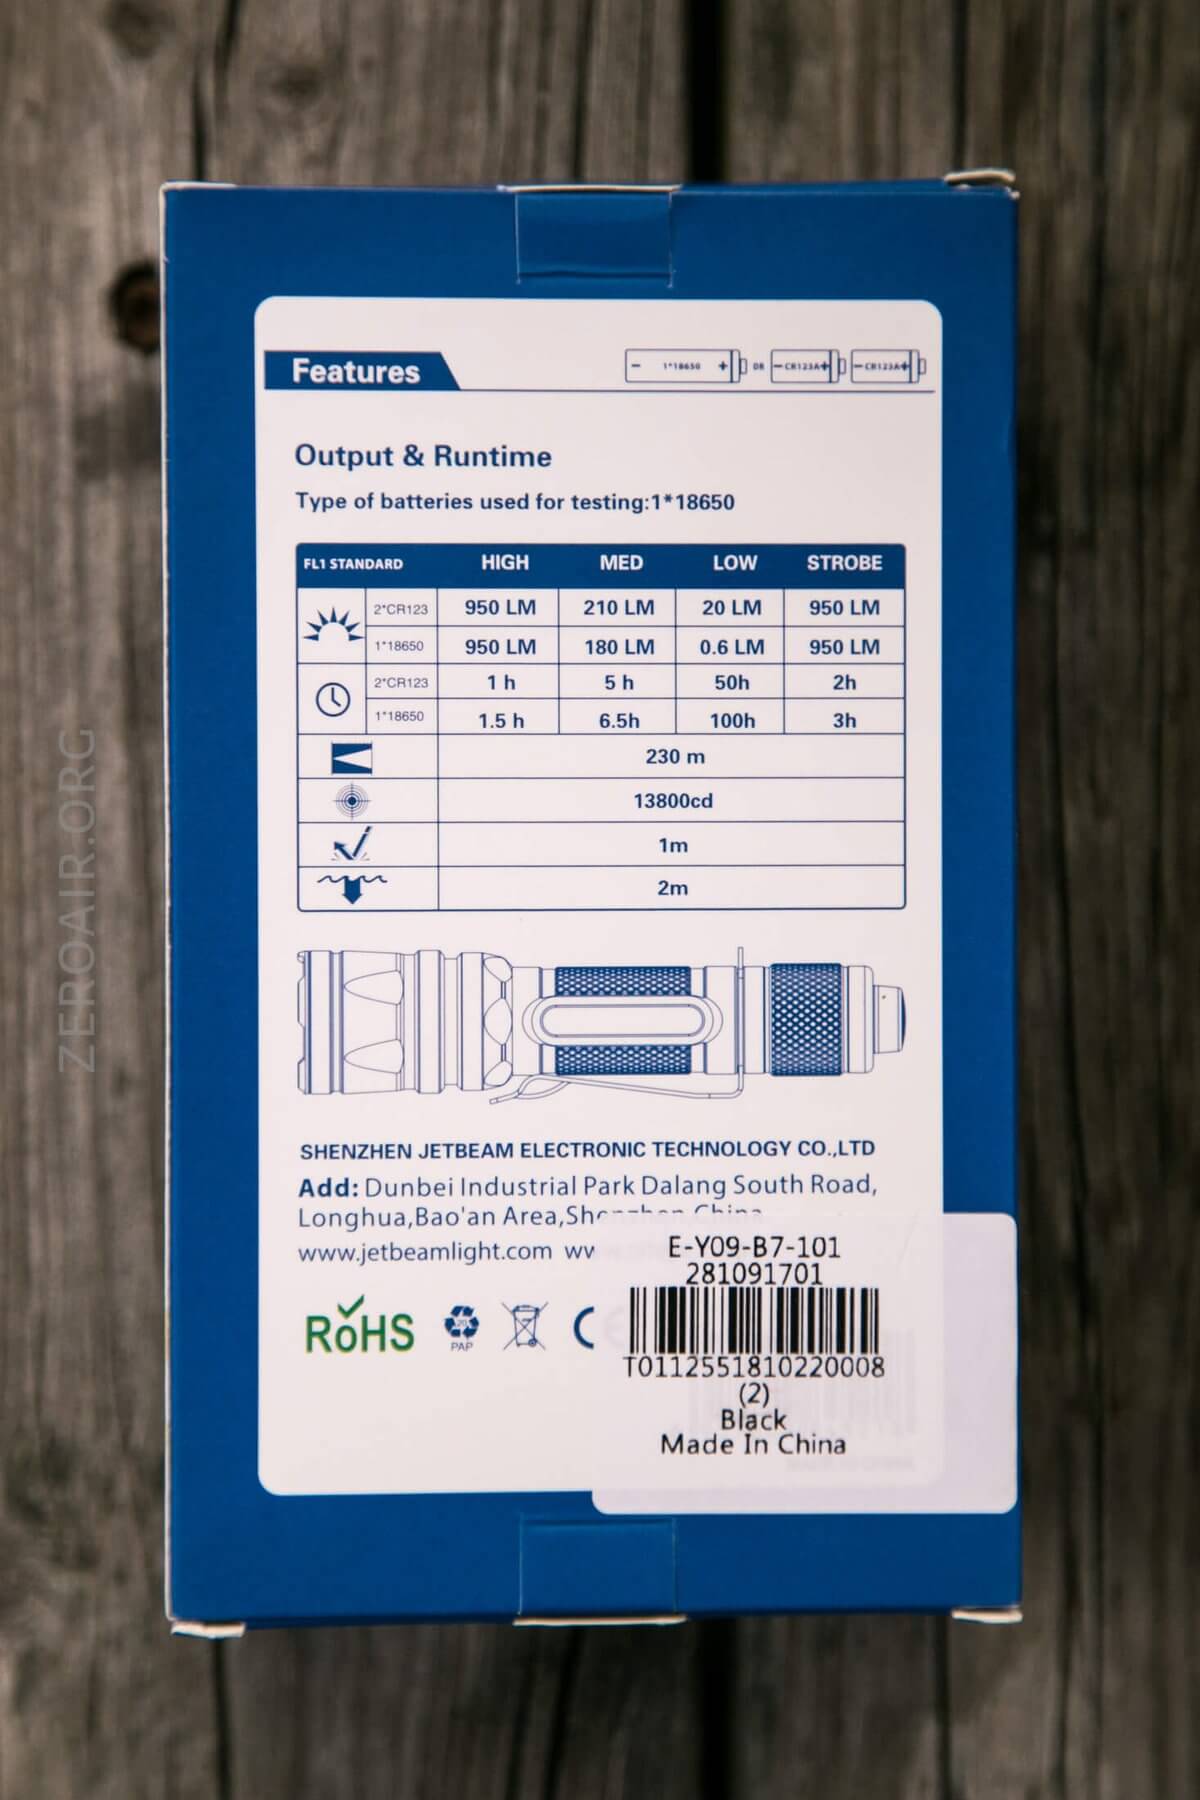 Features
- 1*18650 + OR - CR123A + - CR123A +
Output & Runtime
Type of batteries used for testing:1*18650
FL1 STANDARD HIGH MED LOW STROBE
2*CR123 950 LM 210 LM 20 LM 950 LM
1*18650 950 LM 180 LM 0.6 LM 950 LM
2*CR123 1 h 5 h 50h 2h
1*18650 1.5 h 6.5h 100h 3h
230 m
13800cd
1m
2m
SHENZHEN JETBEAM ELECTRONIC TECHNOLOGY CO.,LTD
Add: Dunbei Industrial Park Dalang South Road,
Longhua,Bao'an Area,Shenzhen China
www.jetbeamlight.com
RoHS
20
PAP
E-Y09-B7-101
281091701
T0112551810220008
(2)
Black
Made In China
ZEROAIR.ORG